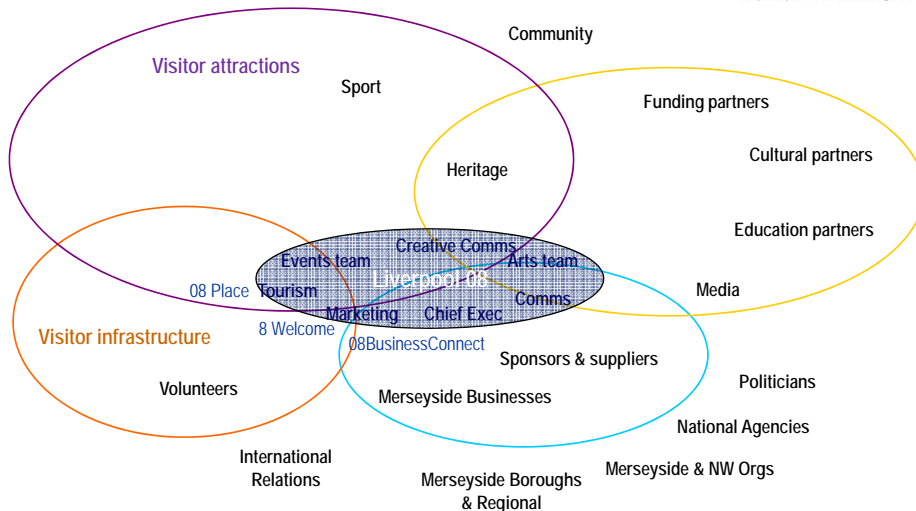 Community
Visitor attractions
Sport
Funding partners
Cultural partners
Heritage
Education partners
Creative Comms
Events team
Arts team
Liverpool 08
08 Place
Tourism
Media
Comms
8 Welcome
Marketing
Chief Exec
Visitor infrastructure
08BusinessConnect
Sponsors & suppliers
Volunteers
Merseyside Businesses
Politicians
National Agencies
International
Relations
Merseyside & NW Orgs
Merseyside Boroughs
& Regional